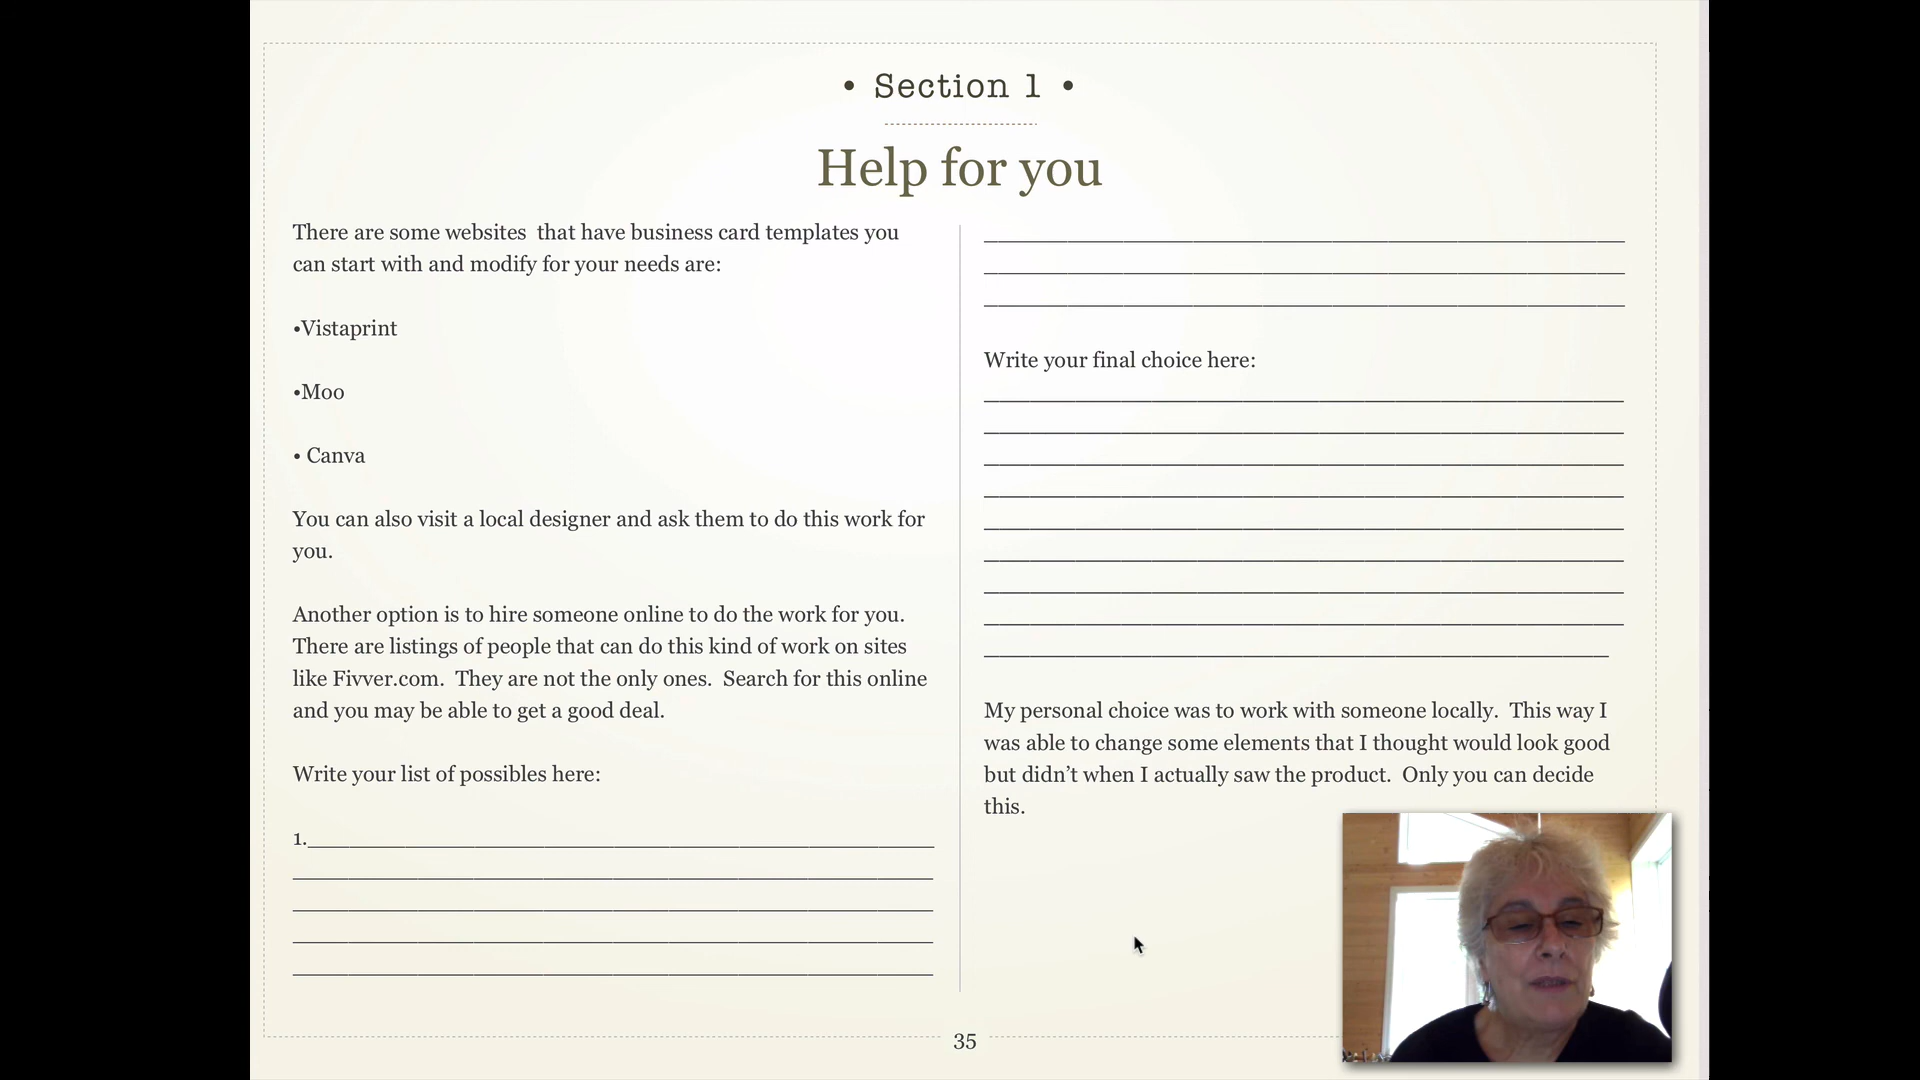 • Section 1 •
Help for you
There are some websites  that have business card templates you
can start with and modify for your needs are:
•Vistaprint
•Moo
• Canva
You can also visit a local designer and ask them to do this work for
you.
Another option is to hire someone online to do the work for you.
There are listings of people that can do this kind of work on sites
like Fivver.com.  They are not the only ones.  Search for this online
and you may be able to get a good deal.
Write your list of possibles here:
1.
Write your final choice here:
My personal choice was to work with someone locally.  This way I
was able to change some elements that I thought would look good
but didn’t when I actually saw the product.  Only you can decide
this.
35